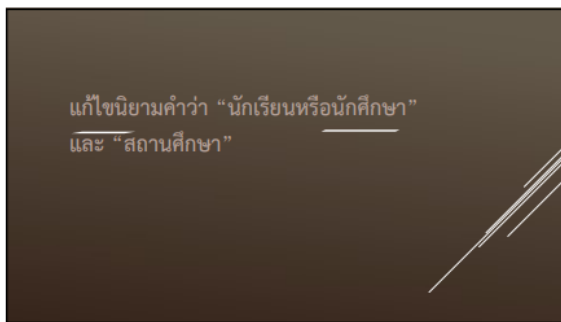 แก้ไขนิยามคำว่า “นักเรียนหรือนักศึกษา”
และ “สถานศึกษา”